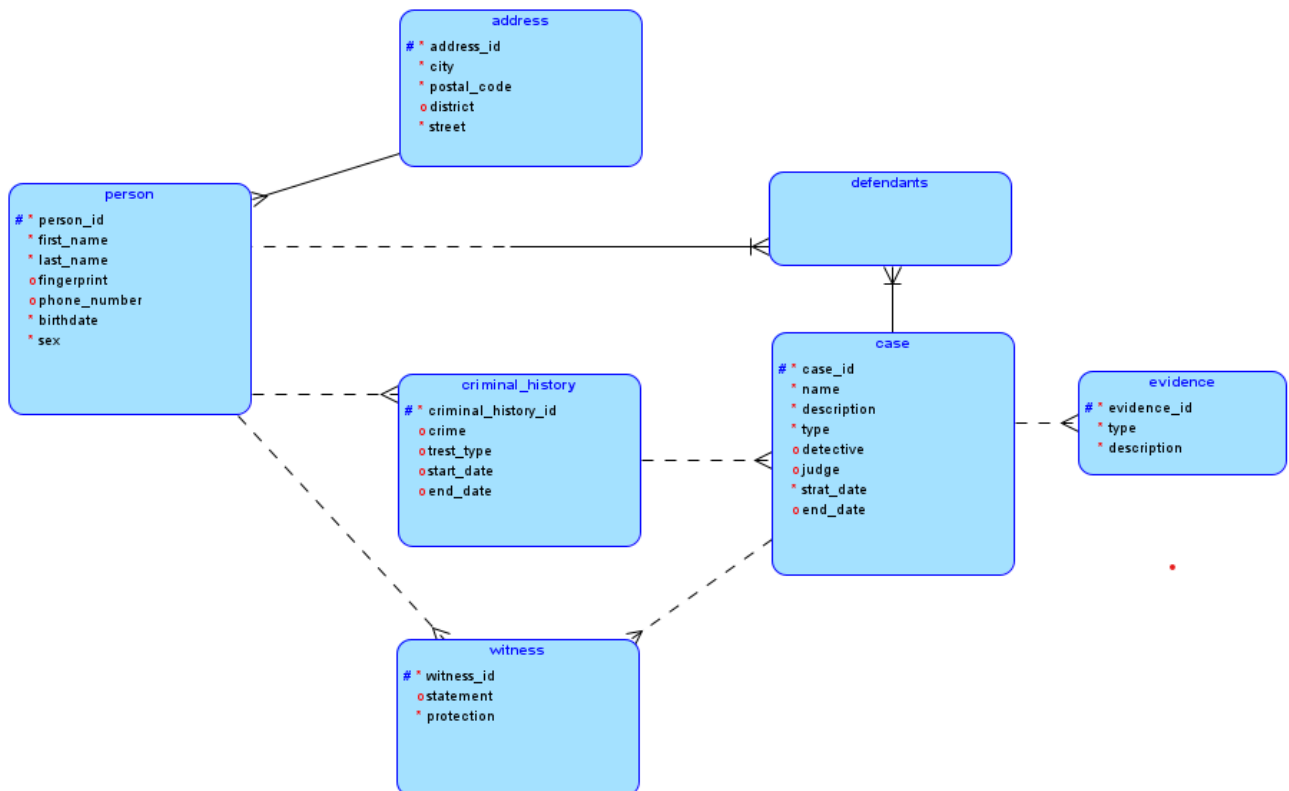 address
# * address_id
* city
* postal_code
o district
* street
person
# * person_id
* first_name
* last_name
o fingerprint
o phone_number
* birthdate
* sex
defendants
criminal_history
# * criminal_history_id
o crime
o trest_type
o start_date
o end_date
case
# * case_id
* name
* description
* type
o detective
o judge
* strat_date
o end_date
evidence
# * evidence_id
* type
* description
witness
# * witness_id
o statement
* protection